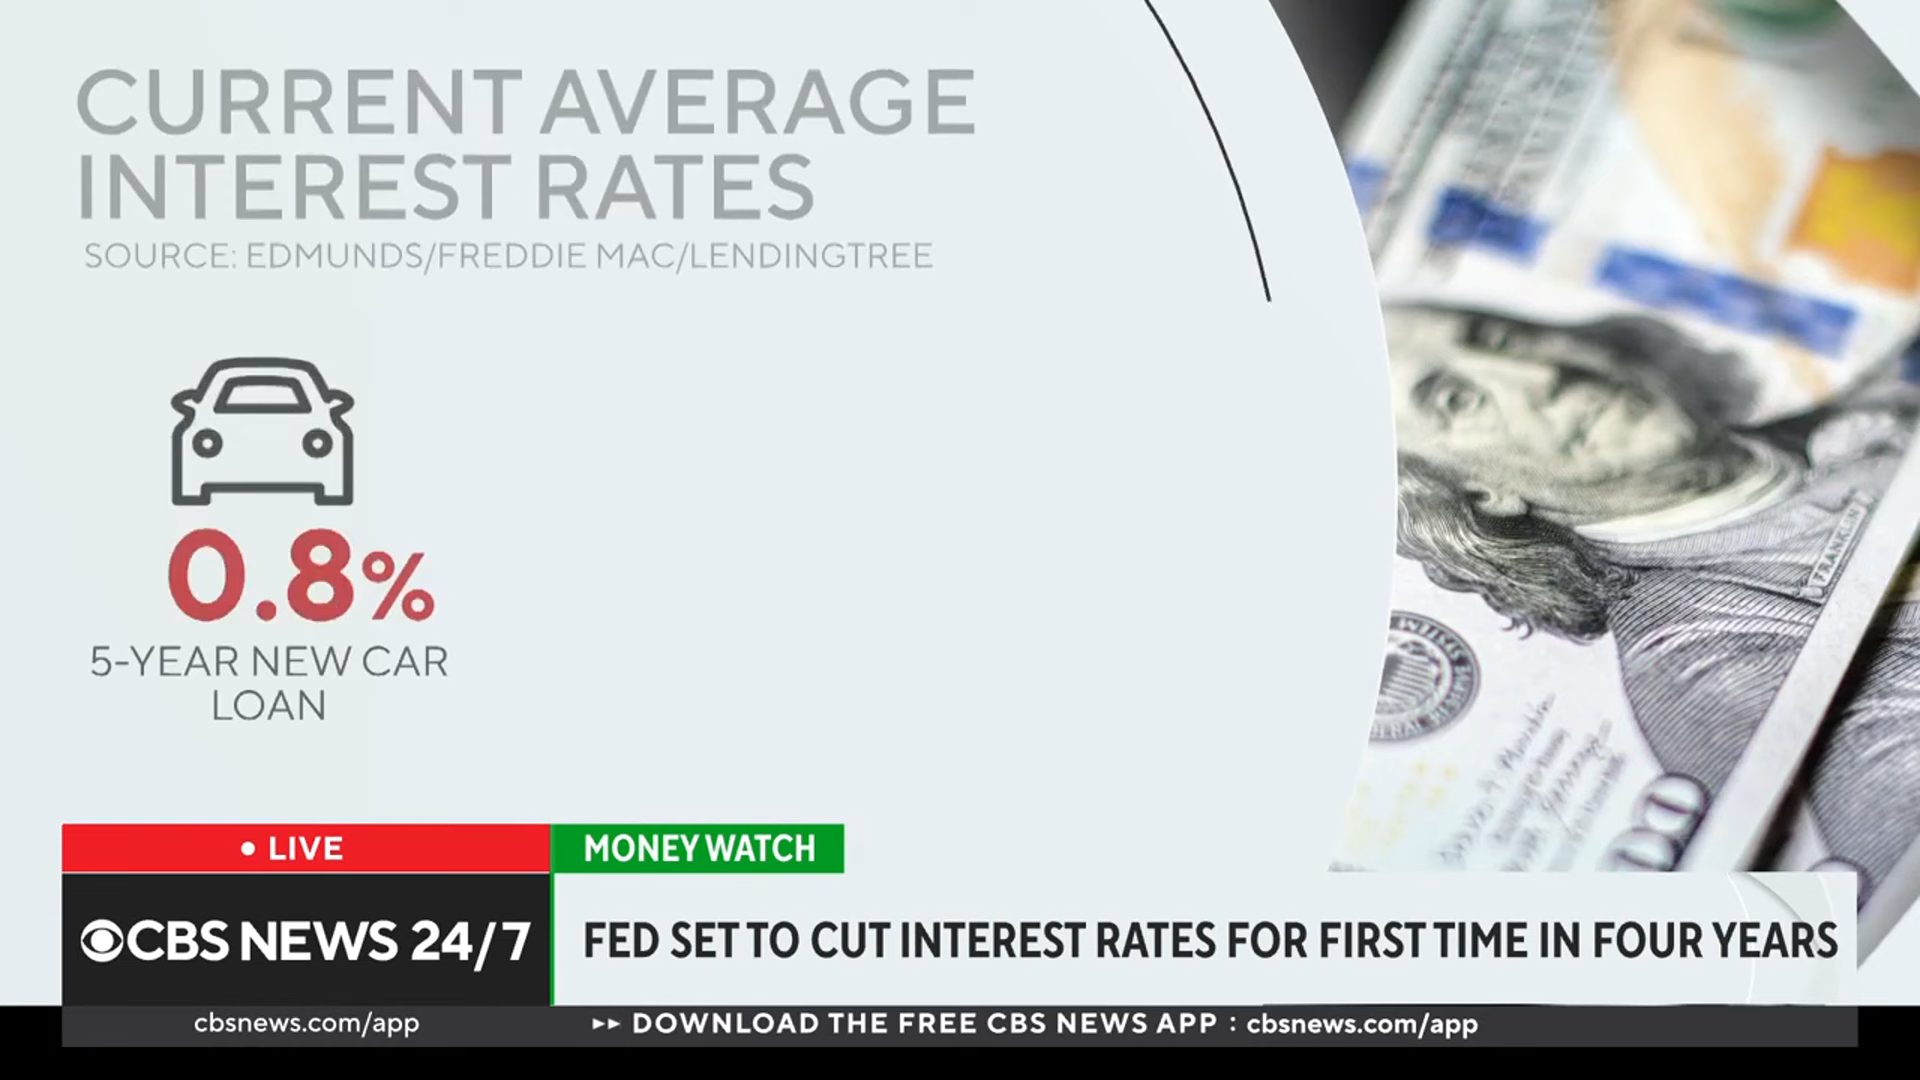 CURRENT AVERAGE
INTEREST RATES
SOURCE: EDMUNDS/FREDDIE MAC/LENDINGTREE
0.8%
5-YEAR NEW CAR
LOAN
FRANKLIN
• LIVE
MONEY WATCH
CBS NEWS 24/7
FED SET TO CUT INTEREST RATES FOR FIRST TIME IN FOUR YEARS
cbsnews.com/app
DOWNLOAD THE FREE CBS NEWS APP : cbsnews.com/app